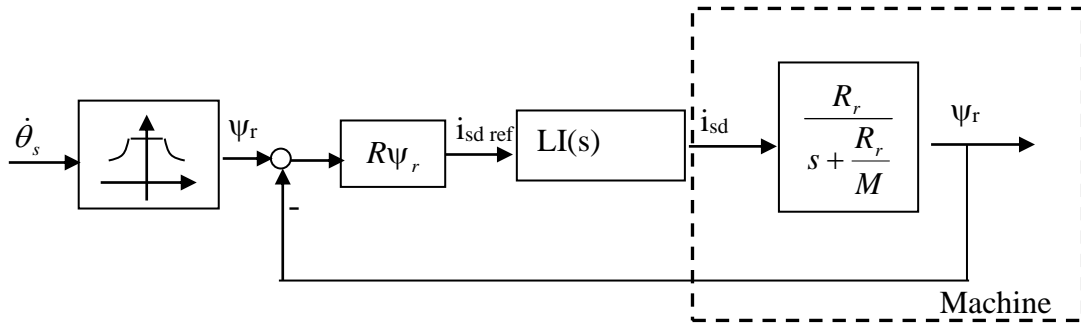 θ̇ₛ
ψr
-
Rψᵣ
isd ref
LI(s)
isd
Rᵣ
s + Rᵣ/M
ψr
Machine